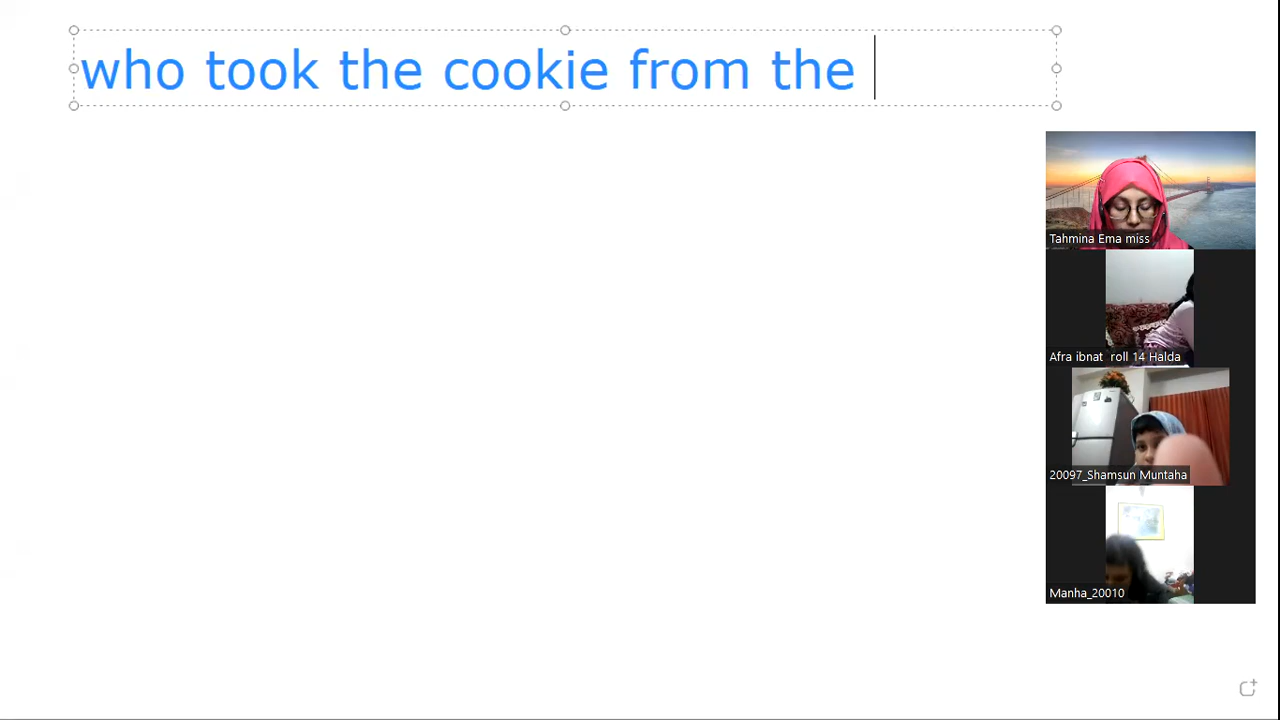 who took the cookie from the
Tahmina Ema miss
Afra ibnat roll 14 Halda
20097_Shamsun Muntaha
Manha_20010